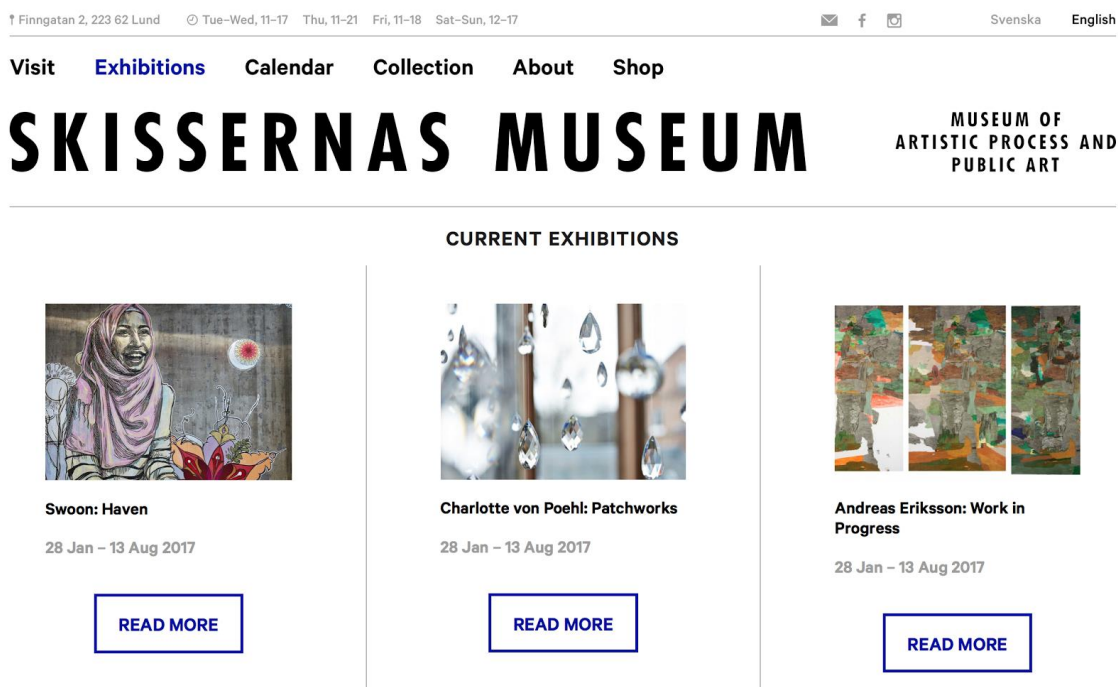 Finngatan 2, 223 62 Lund Tue–Wed, 11–17 Thu, 11–21 Fri, 11–18 Sat–Sun, 12–17 Svenska English
Visit Exhibitions Calendar Collection About Shop
SKISSERNAS MUSEUM
MUSEUM OF
ARTISTIC PROCESS AND
PUBLIC ART
CURRENT EXHIBITIONS
Swoon: Haven
28 Jan – 13 Aug 2017
READ MORE
Charlotte von Poehl: Patchworks
28 Jan – 13 Aug 2017
READ MORE
Andreas Eriksson: Work in
Progress
28 Jan – 13 Aug 2017
READ MORE